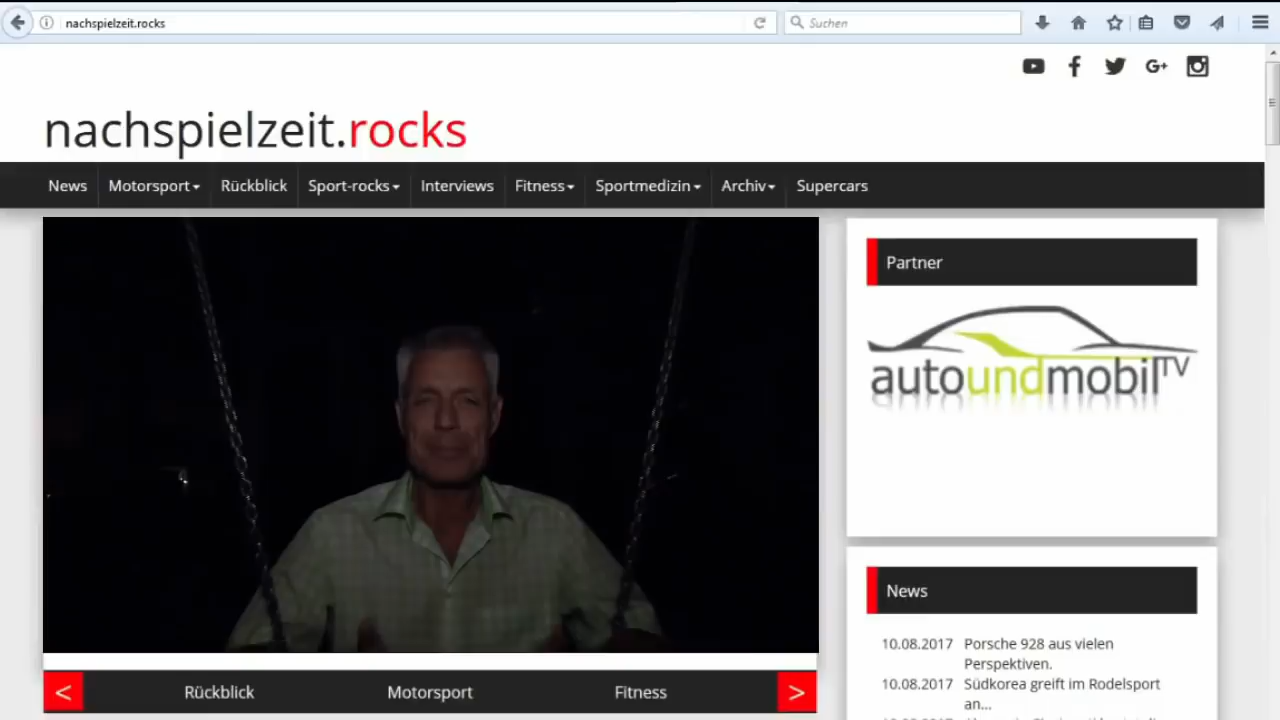 nachspielzeit.rocks
Suchen
nachspielzeit.rocks
News Motorsport Rückblick Sport-rocks Interviews Fitness Sportmedizin Archiv Supercars
Partner
autoundmobilTV
News
10.08.2017 Porsche 928 aus vielen
Perspektiven.
10.08.2017 Südkorea greift im Rodelsport
an...
< Rückblick Motorsport Fitness >